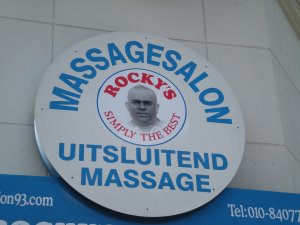 MASSAGESALON
ROCKY'S
SIMPLY THE BEST
UITSLUITEND
MASSAGE
on93.com
Tel:010-84077